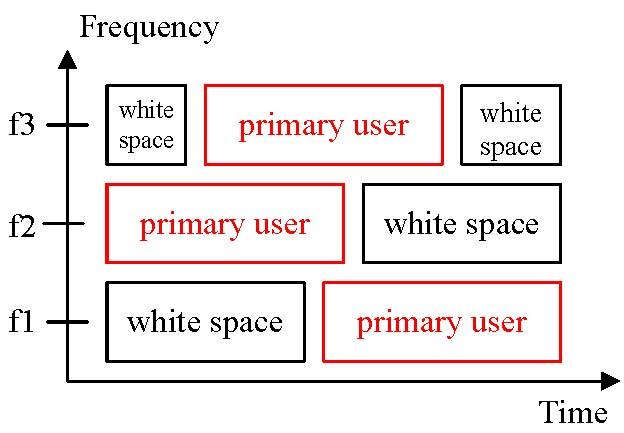 Frequency
f3
white
space
primary user
white
space
f2
primary user
white space
f1
white space
primary user
Time